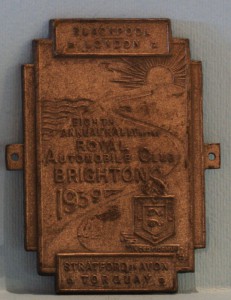 BLACKPOOL
LONDON
EIGHTH
ANNUAL RALLY
ROYAL
AUTOMOBILE CLUB
BRIGHTON
1939
STRATFORD ON AVON
TORQUAY